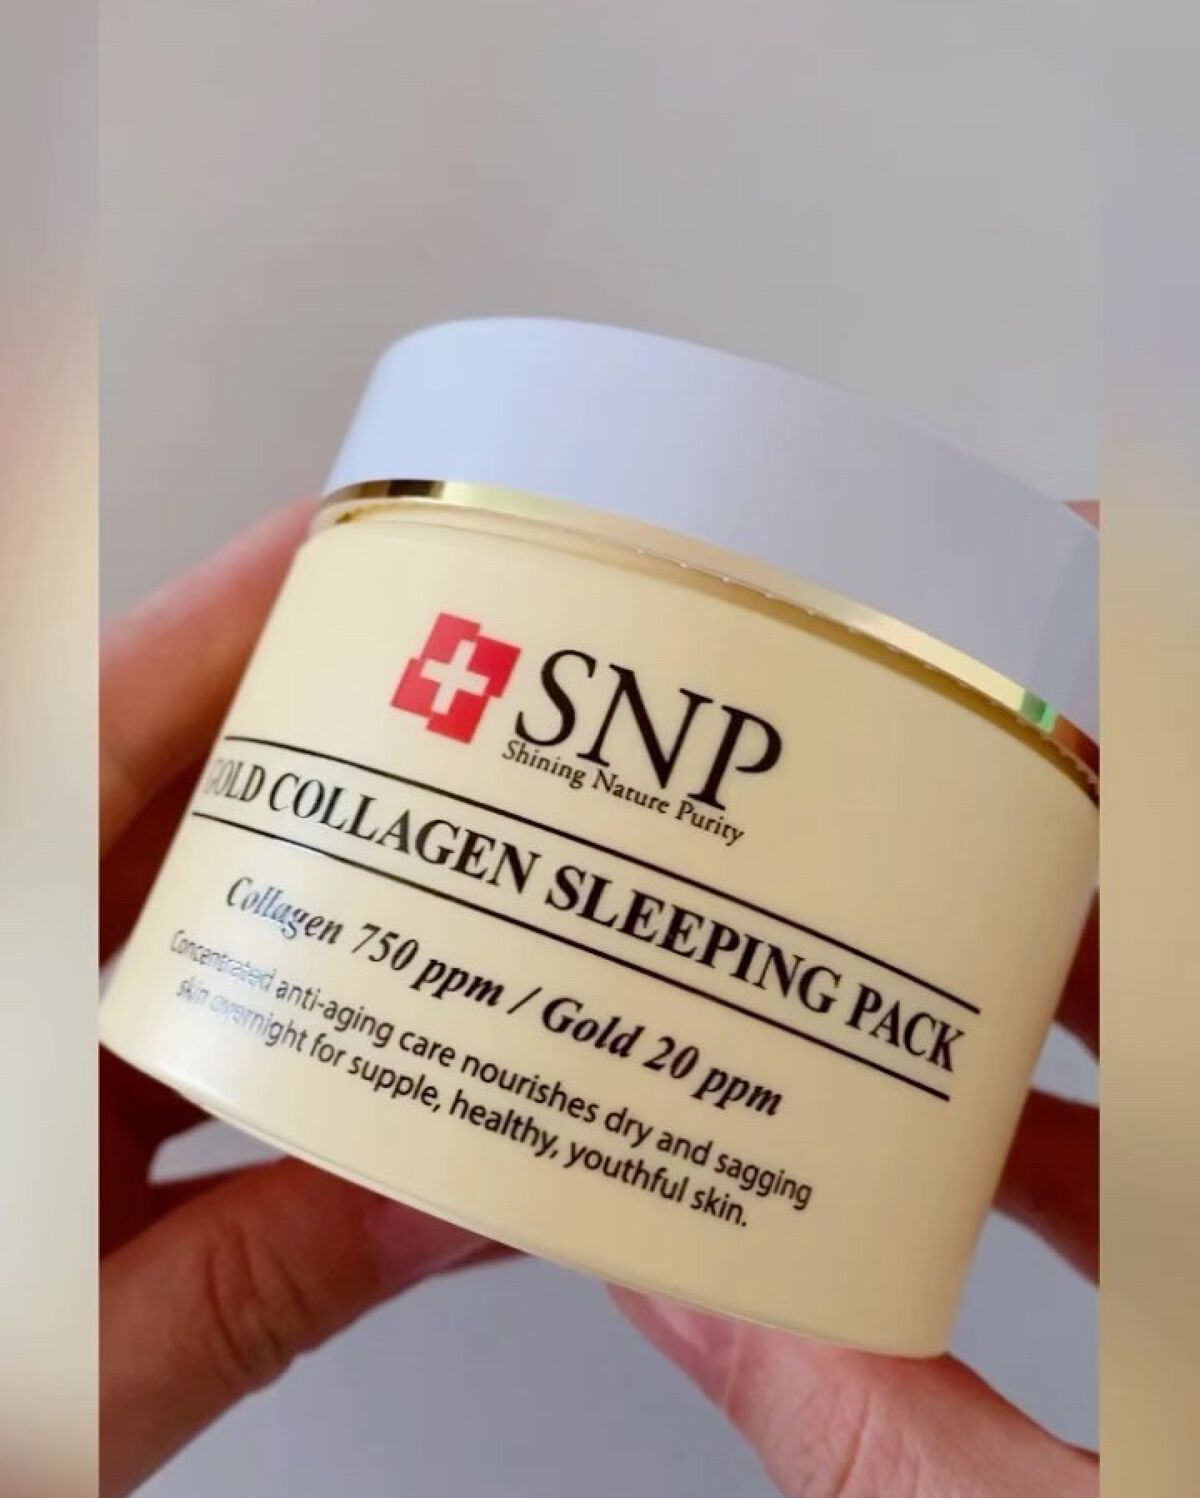 SNP
Shining Nature Purity
GOLD COLLAGEN SLEEPING PACK
Collagen 750 ppm / Gold 20 ppm
Concentrated anti-aging care nourishes dry and sagging
skin overnight for supple, healthy, youthful skin.